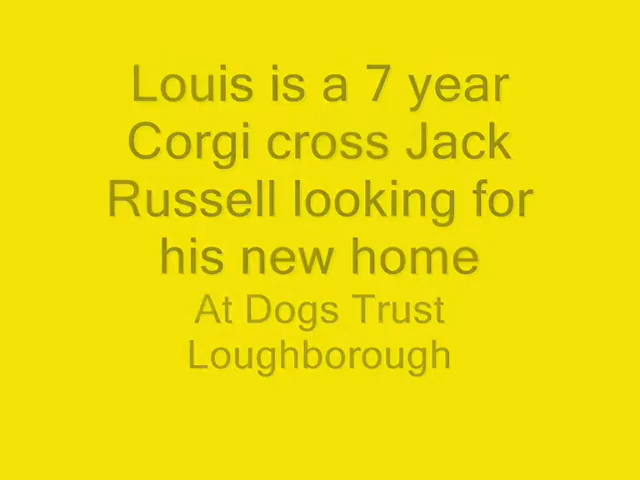 Louis is a 7 year
Corgi cross Jack
Russell looking for
his new home
At Dogs Trust
Loughborough